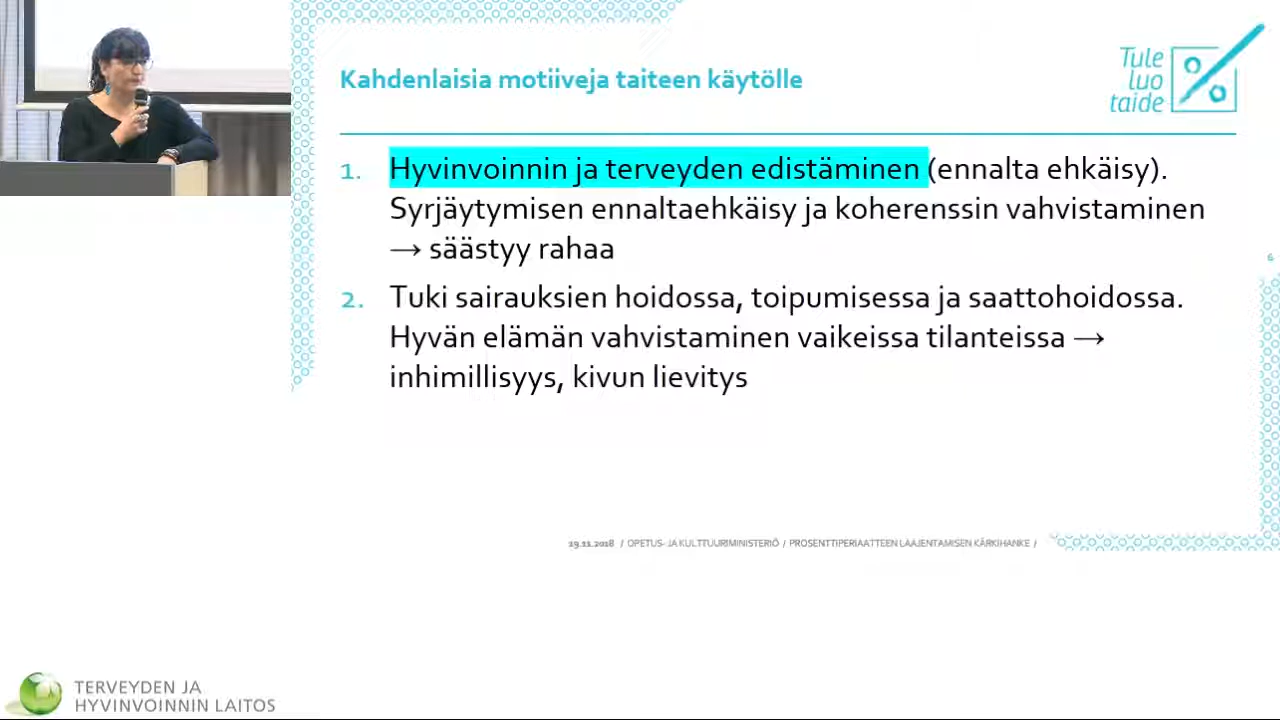 Kahdenlaisia motiiveja taiteen käytölle
Tule
luo
taide
%
1. Hyvinvoinnin ja terveyden edistäminen (ennalta ehkäisy).
Syrjäytymisen ennaltaehkäisy ja koherenssin vahvistaminen
→ säästyy rahaa
2. Tuki sairauksien hoidossa, toipumisessa ja saattohoidossa.
Hyvän elämän vahvistaminen vaikeissa tilanteissa →
inhimillisyys, kivun lievitys
6
19.11.2018 / OPETUS- JA KULTTUURIMINISTERIÖ / PROSENTTIPERIAATTEEN LAAJENTAMISEN KÄRKIHANKE /
TERVEYDEN JA
HYVINVOINNIN LAITOS